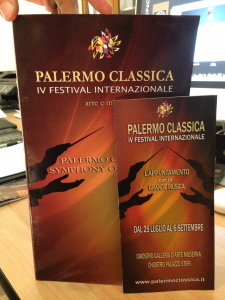 PALERMO CLASSICA
IV FESTIVAL INTERNAZIONALE
arte e m
PALERMO C
SYMPHONY O
PALERMO CLASSICA
IV FESTIVAL INTERNAZIONALE
L'APPUNTAMENTO
CON LA
GRANDE MUSICA
DAL 25 LUGLIO AL 6 SETTEMBRE
CHIOSTRO GALLERIA D'ARTE MODERNA
CHIOSTRO PALAZZO STERI
www.palermoclassica.it